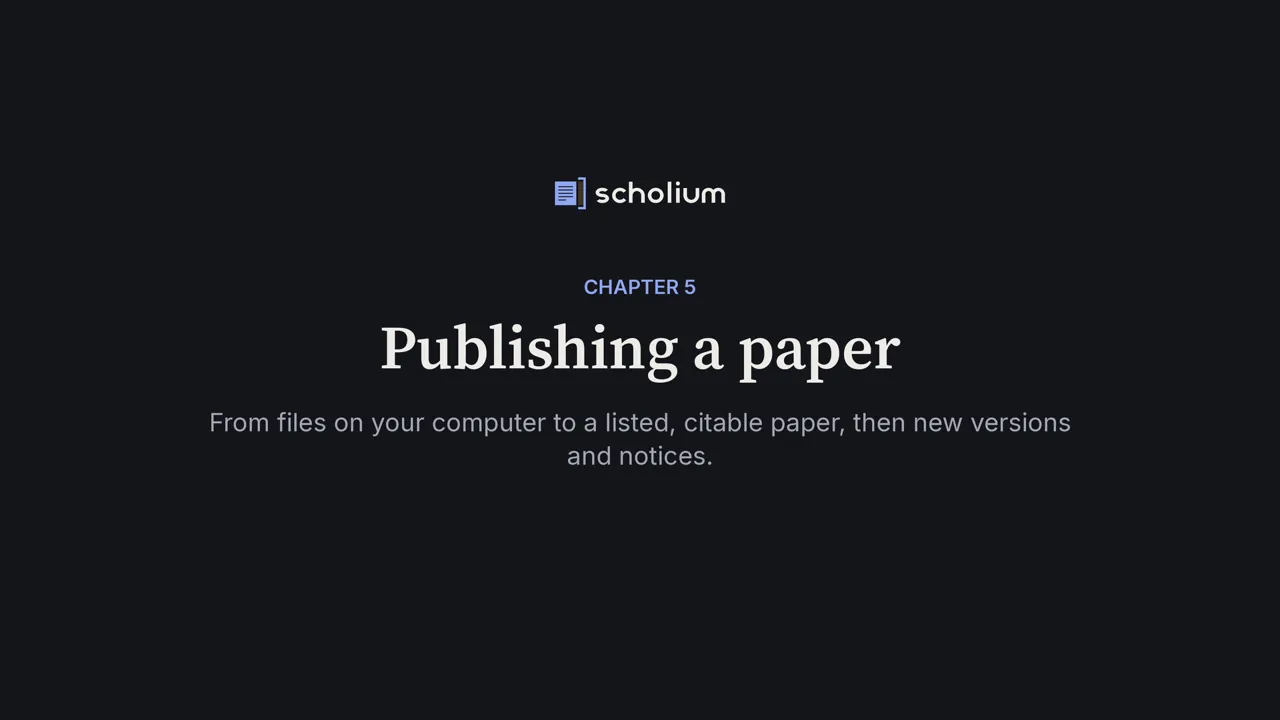 scholium
CHAPTER 5
Publishing a paper
From files on your computer to a listed, citable paper, then new versions
and notices.